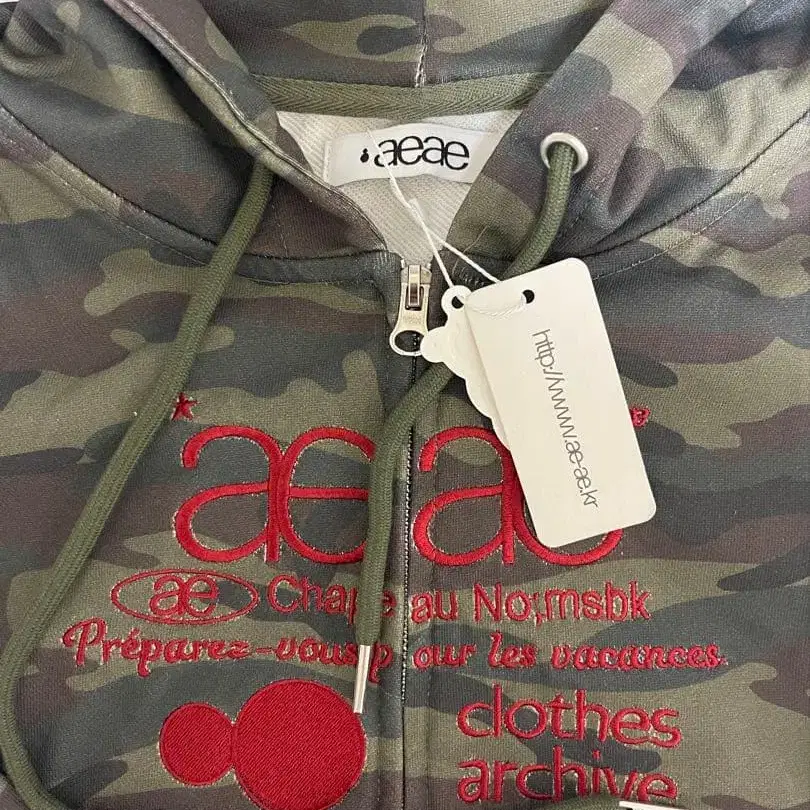 aeae
http://www.ae-ae.kr
aeae
ae Chapeau No;msbk
Préparez-vous pour les vacances.
clothes
archive